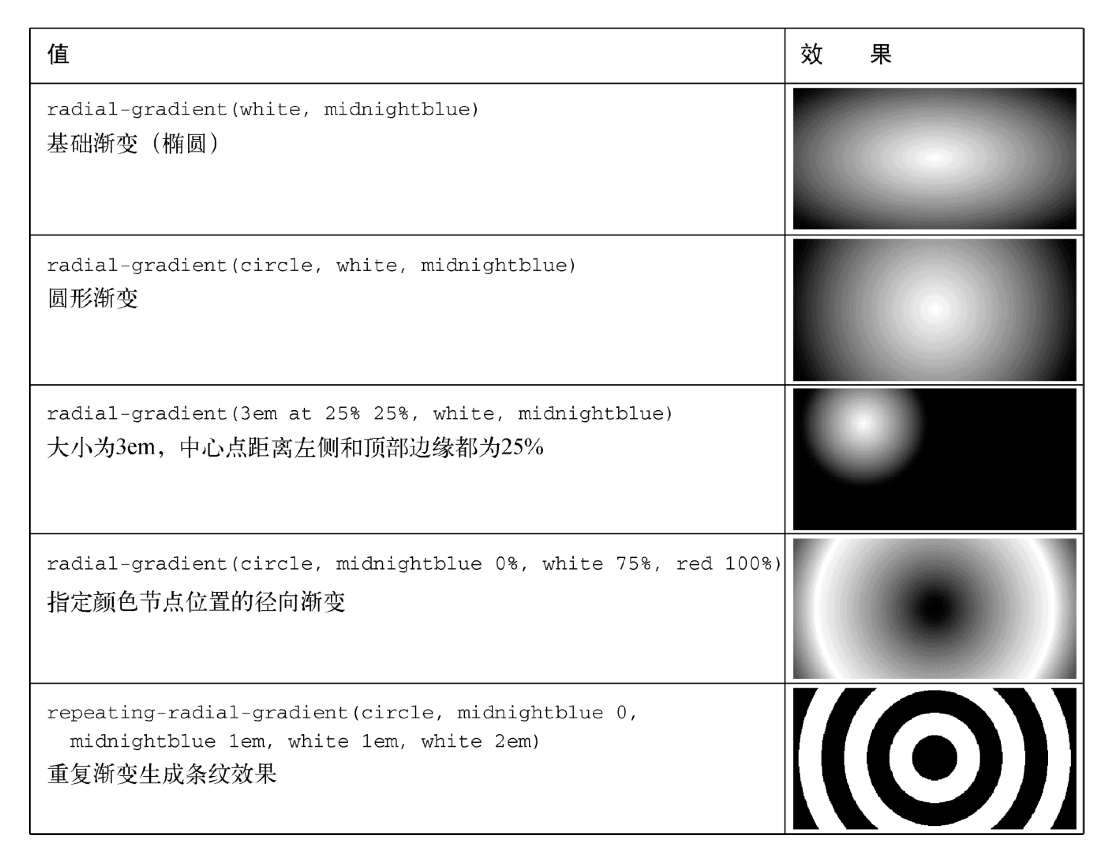 值
效 果
radial-gradient(white, midnightblue)
基础渐变（椭圆）
radial-gradient(circle, white, midnightblue)
圆形渐变
radial-gradient(3em at 25% 25%, white, midnightblue)
大小为3em，中心点距离左侧和顶部边缘都为25%
radial-gradient(circle, midnightblue 0%, white 75%, red 100%)
指定颜色节点位置的径向渐变
repeating-radial-gradient(circle, midnightblue 0,
midnightblue 1em, white 1em, white 2em)
重复渐变生成条纹效果